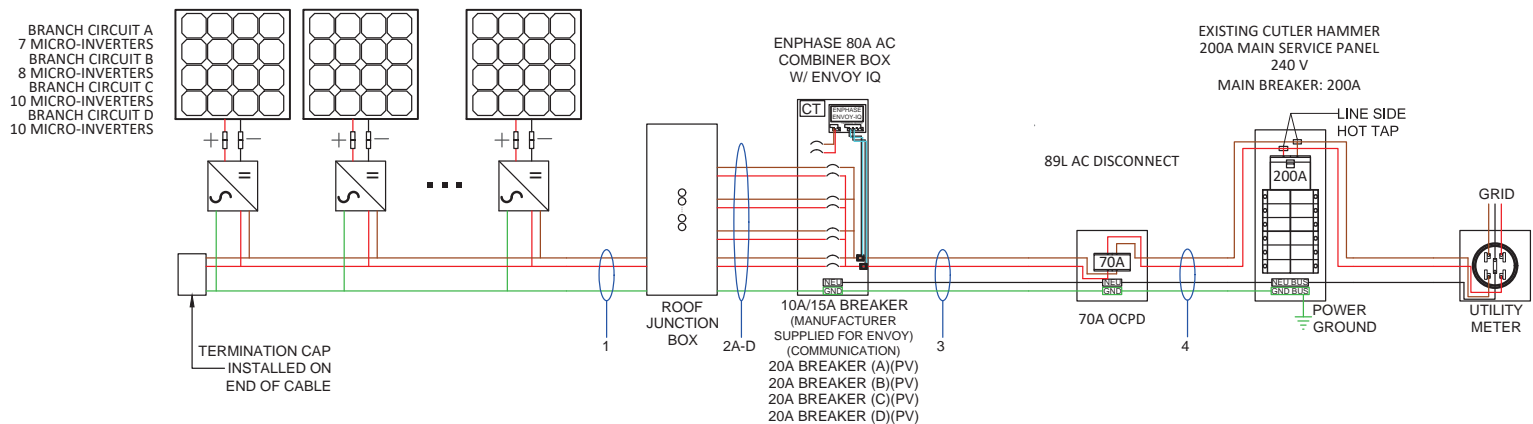 BRANCH CIRCUIT A
7 MICRO-INVERTERS
BRANCH CIRCUIT B
8 MICRO-INVERTERS
BRANCH CIRCUIT C
10 MICRO-INVERTERS
BRANCH CIRCUIT D
10 MICRO-INVERTERS
TERMINATION CAP
INSTALLED ON
END OF CABLE
1
ROOF
JUNCTION
BOX
2A-D
ENPHASE 80A AC
COMBINER BOX
W/ ENVOY IQ
CT
ENPHASE
ENVOY-IQ
NEU
GND
10A/15A BREAKER
(MANUFACTURER
SUPPLIED FOR ENVOY)
(COMMUNICATION)
20A BREAKER (A)(PV)
20A BREAKER (B)(PV)
20A BREAKER (C)(PV)
20A BREAKER (D)(PV)
3
89L AC DISCONNECT
70A
NEU
GND
70A OCPD
4
EXISTING CUTLER HAMMER
200A MAIN SERVICE PANEL
240 V
MAIN BREAKER: 200A
LINE SIDE
HOT TAP
200A
NEU BUS
GND BUS
POWER
GROUND
GRID
UTILITY
METER